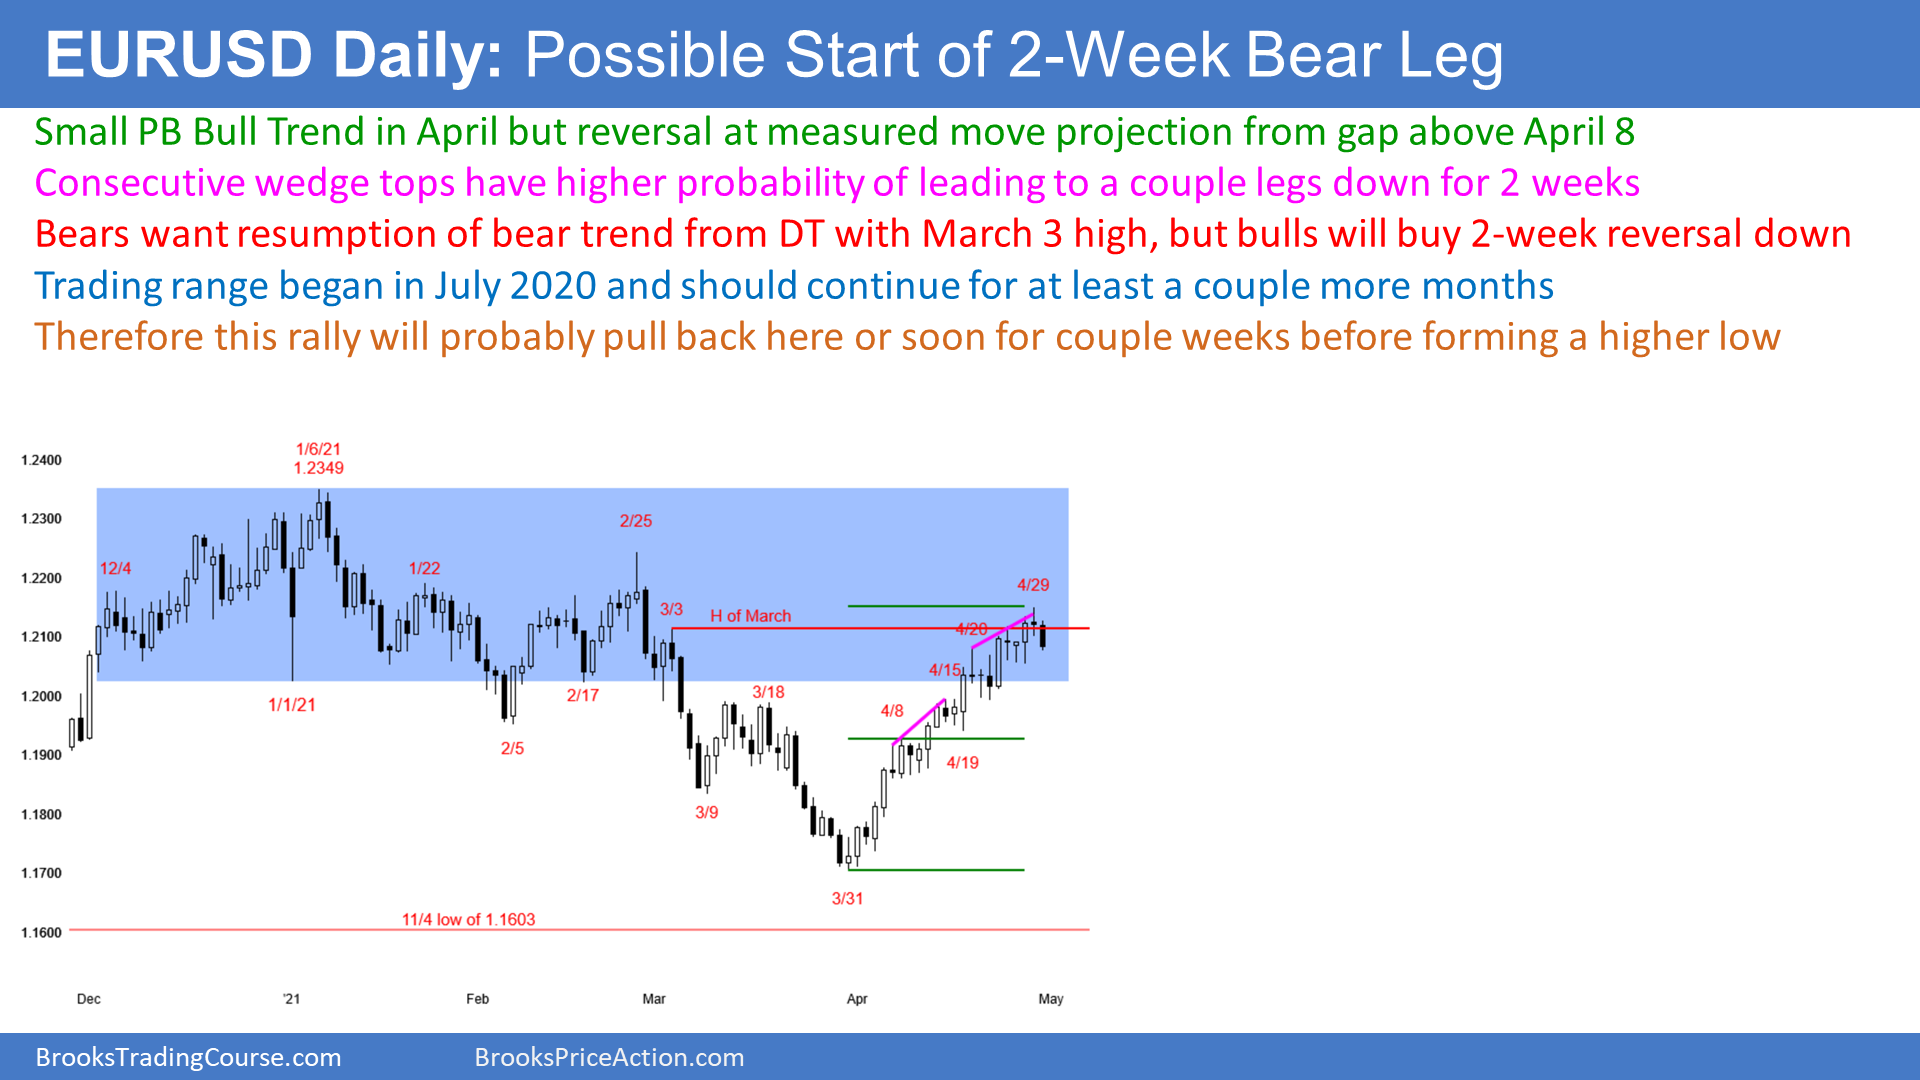 EURUSD Daily: Possible Start of 2-Week Bear Leg
Small PB Bull Trend in April but reversal at measured move projection from gap above April 8
Consecutive wedge tops have higher probability of leading to a couple legs down for 2 weeks
Bears want resumption of bear trend from DT with March 3 high, but bulls will buy 2-week reversal down
Trading range began in July 2020 and should continue for at least a couple more months
Therefore this rally will probably pull back here or soon for couple weeks before forming a higher low
1/6/21
1.2349
1.2400
1.2300
2/25
12/4
1/22
1.2200
4/29
3/3
H of March
1.2100
4/20
4/15
1.2000
2/17
3/18
1/1/21
4/8
2/5
1.1900
4/19
3/9
1.1800
1.1700
3/31
11/4 low of 1.1603
1.1600
Dec
'21
Feb
Mar
Apr
May
BrooksTradingCourse.com
BrooksPriceAction.com